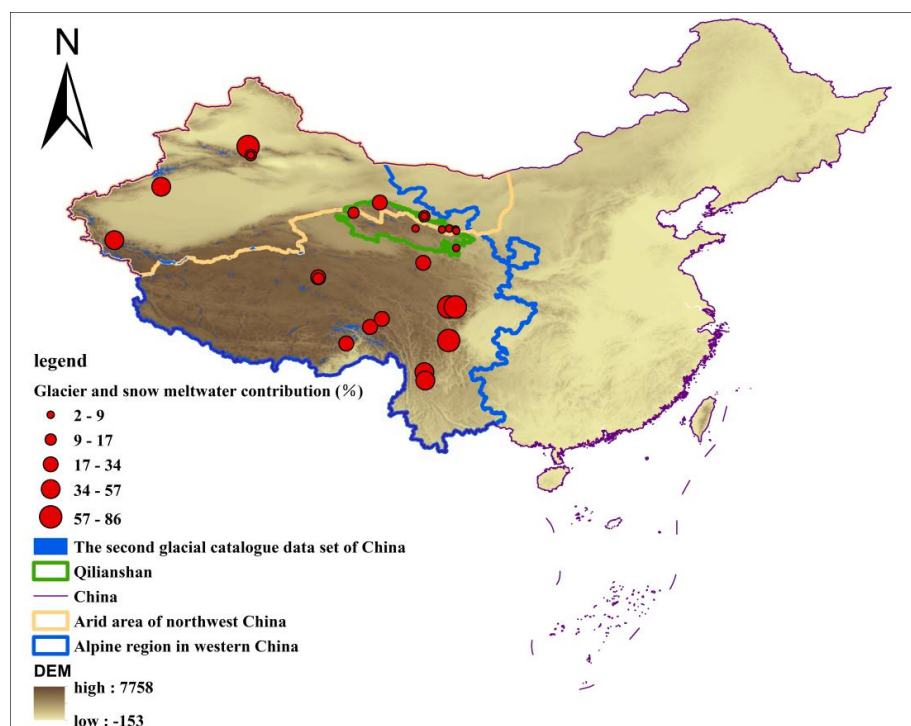 N
legend
Glacier and snow meltwater contribution (%)
2 - 9
9 - 17
17 - 34
34 - 57
57 - 86
The second glacial catalogue data set of China
Qilianshan
China
Arid area of northwest China
Alpine region in western China
DEM
high : 7758
low : -153